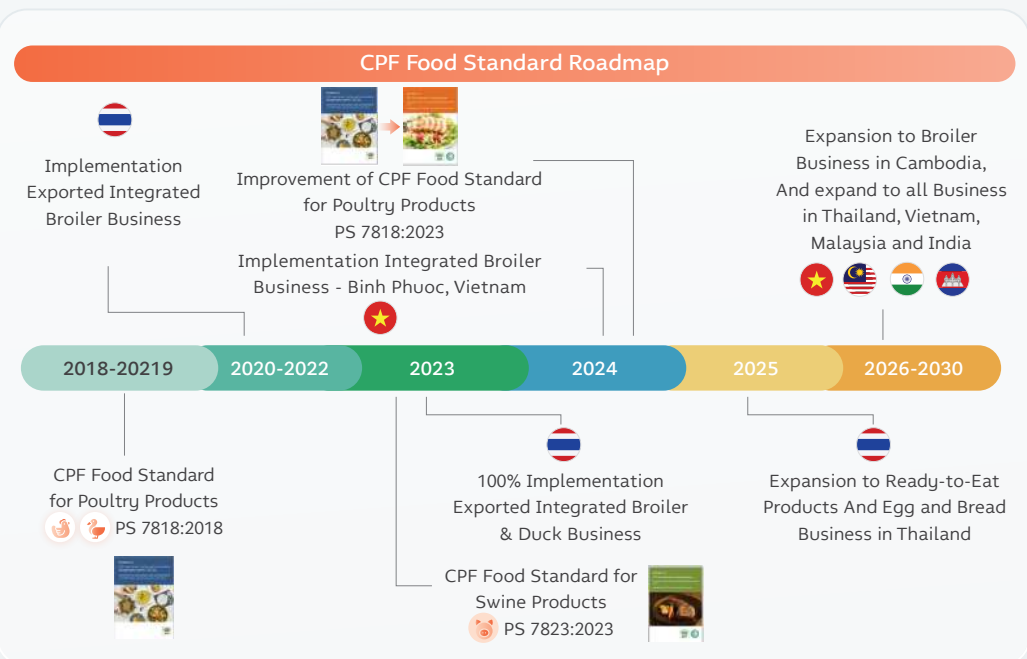 CPF Food Standard Roadmap
Implementation
Exported Integrated
Broiler Business
Improvement of CPF Food Standard
for Poultry Products
PS 7818:2023
Implementation Integrated Broiler
Business - Binh Phuoc, Vietnam
Expansion to Broiler
Business in Cambodia,
And expand to all Business
in Thailand, Vietnam,
Malaysia and India
2018-20219
2020-2022
2023
2024
2025
2026-2030
CPF Food Standard
for Poultry Products
PS 7818:2018
100% Implementation
Exported Integrated Broiler
& Duck Business
CPF Food Standard for
Swine Products
PS 7823:2023
Expansion to Ready-to-Eat
Products And Egg and Bread
Business in Thailand